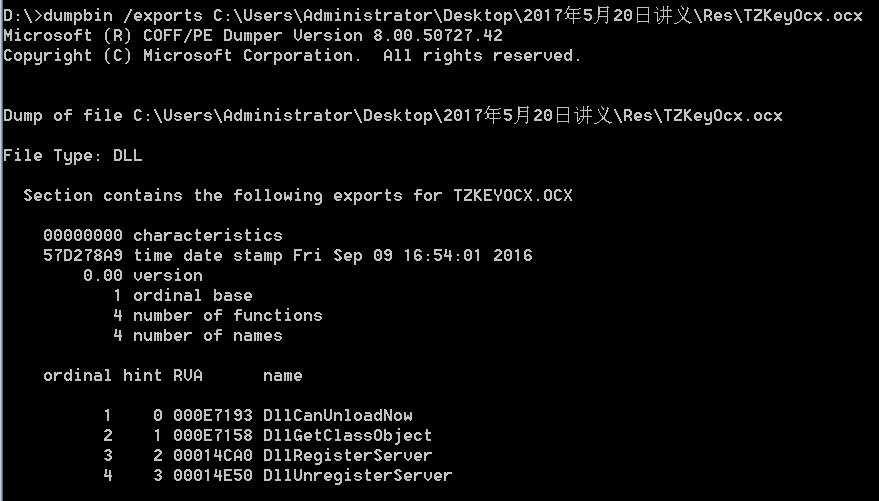 D:\>dumpbin /exports C:\Users\Administrator\Desktop\2017年5月20日讲义\Res\TZKeyOcx.ocx
Microsoft (R) COFF/PE Dumper Version 8.00.50727.42
Copyright (C) Microsoft Corporation.  All rights reserved.
Dump of file C:\Users\Administrator\Desktop\2017年5月20日讲义\Res\TZKeyOcx.ocx
File Type: DLL
  Section contains the following exports for TZKEYOCX.OCX
    00000000 characteristics
    57D278A9 time date stamp Fri Sep 09 16:54:01 2016
        0.00 version
           1 ordinal base
           4 number of functions
           4 number of names
    ordinal hint RVA      name
          1    0 000E7193 DllCanUnloadNow
          2    1 000E7158 DllGetClassObject
          3    2 00014CA0 DllRegisterServer
          4    3 00014E50 DllUnregisterServer